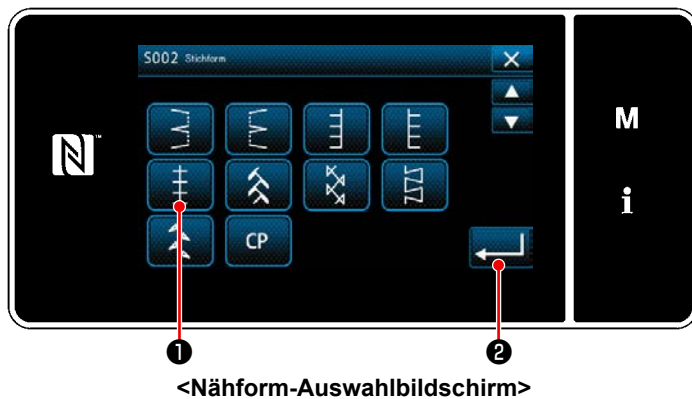 S002 Stichform
M
i
CP
❶
❷
<Nähform-Auswahlbildschirm>